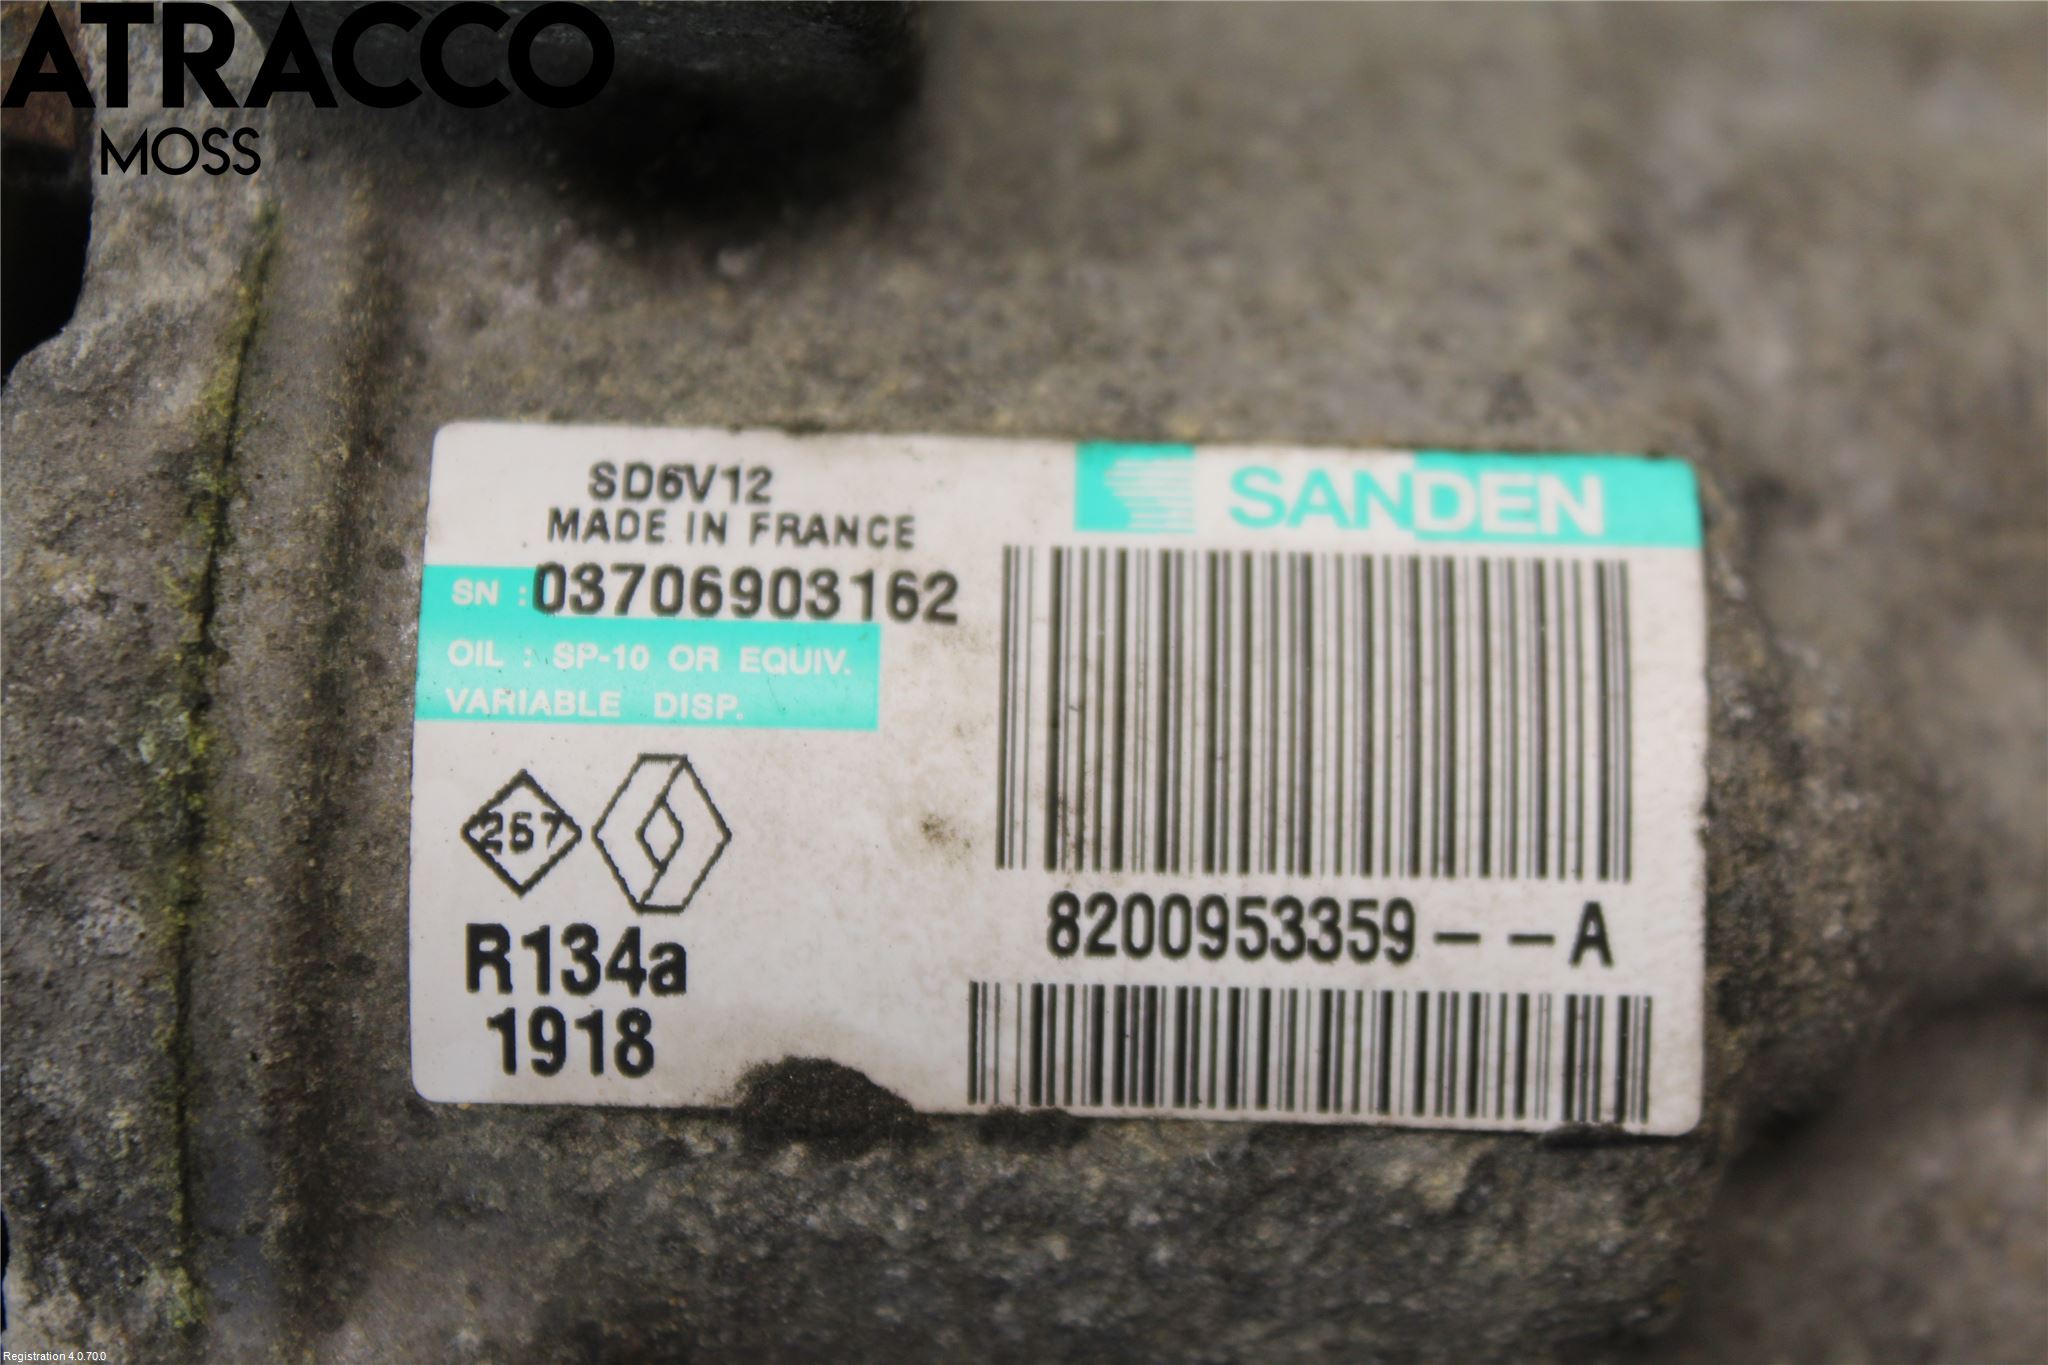 ATRACCO
MOSS
SD6V12
MADE IN FRANCE
SANDEN
SN : 03706903162
OIL : SP-10 OR EQUIV.
VARIABLE DISP.
267
8200953359 - - A
R134a
1918
Registration 4.0.70.0